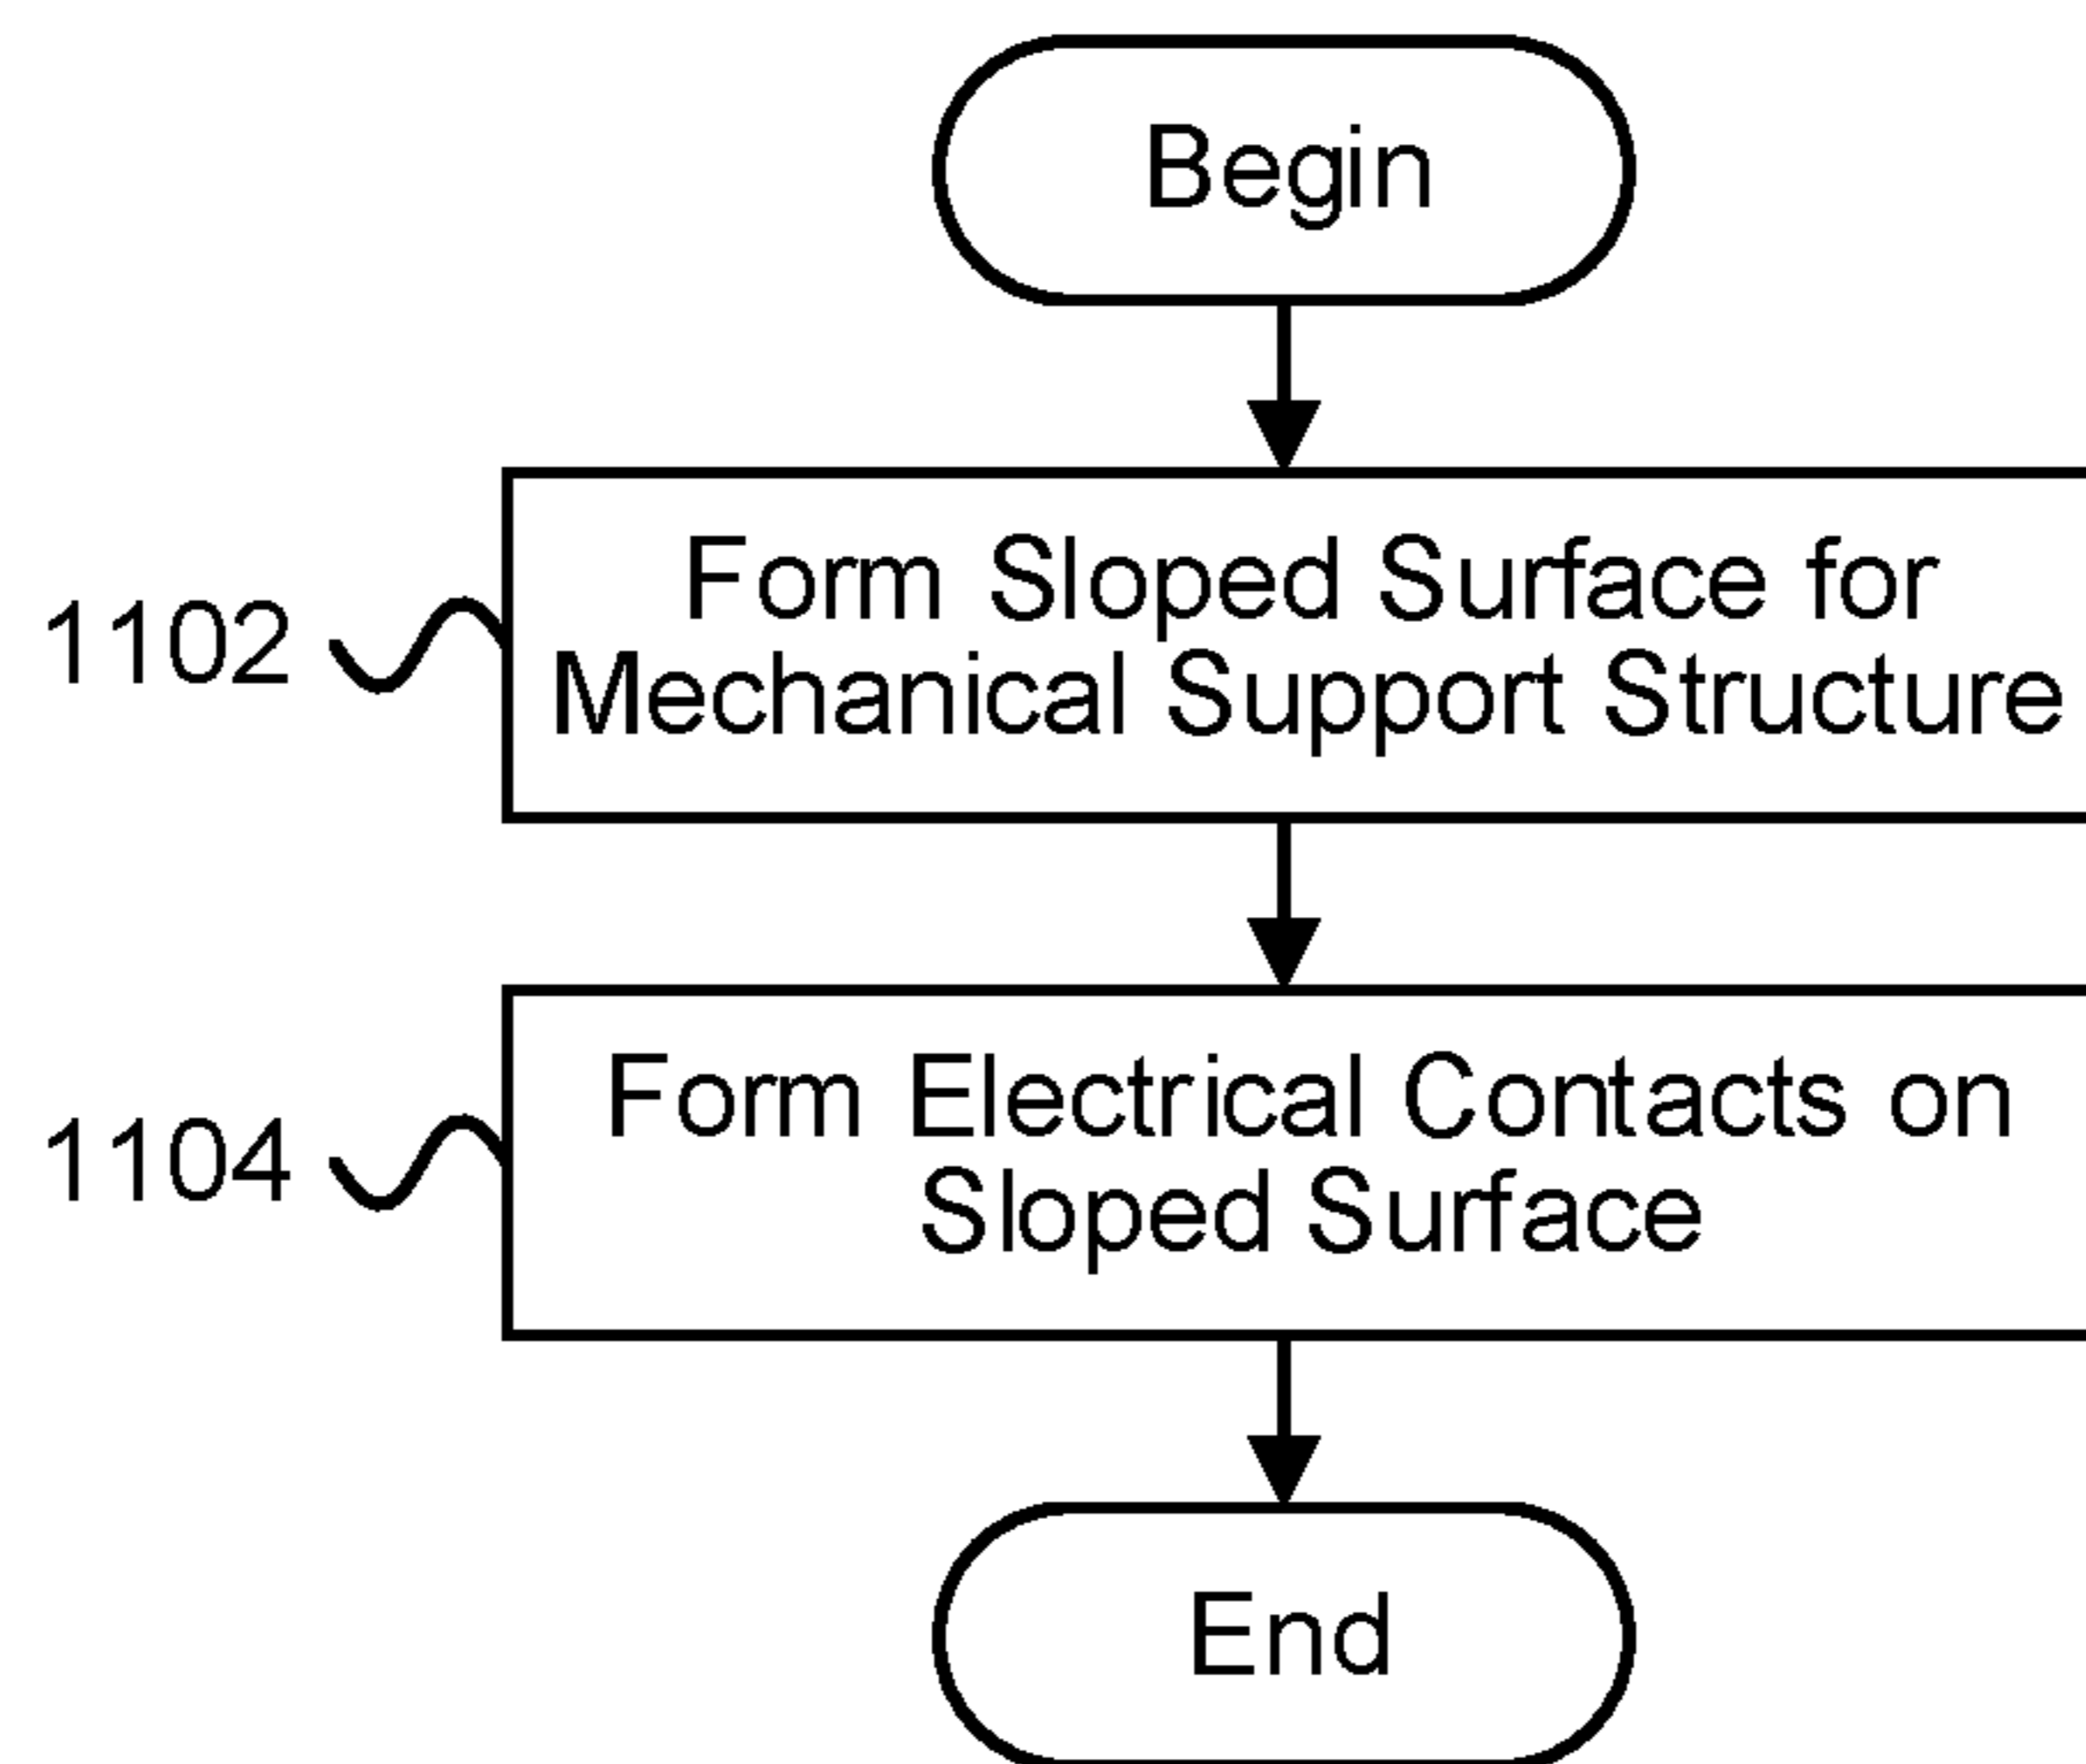 Begin
1102
Form Sloped Surface for
Mechanical Support Structure
1104
Form Electrical Contacts on
Sloped Surface
End